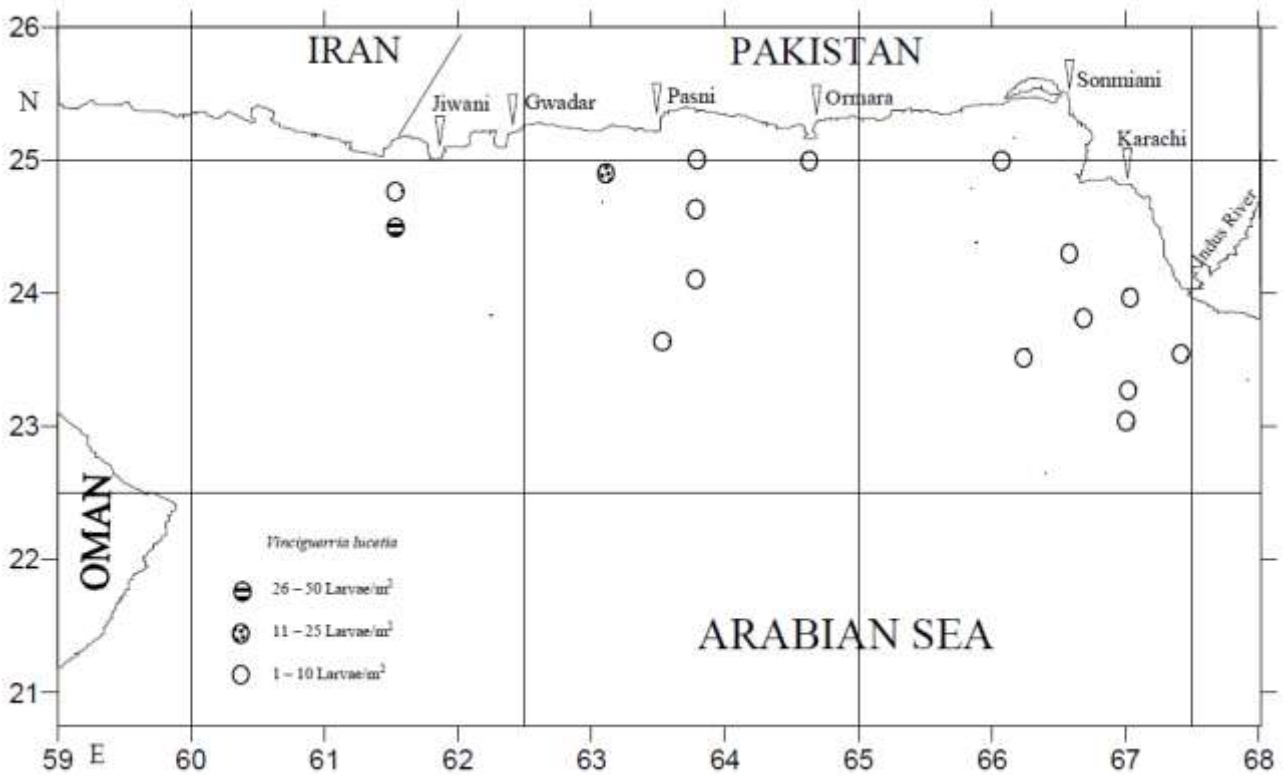 26
IRAN PAKISTAN
Sonmiani
N
Jiwani Gwadar Pasni Ormara
Karachi
25
Indus River
24
23
OMAN
22
Vinciguerria lucetia
26 – 50 Larvae/m²
11 – 25 Larvae/m²
1 – 10 Larvae/m²
ARABIAN SEA
21
59 E 60 61 62 63 64 65 66 67 68